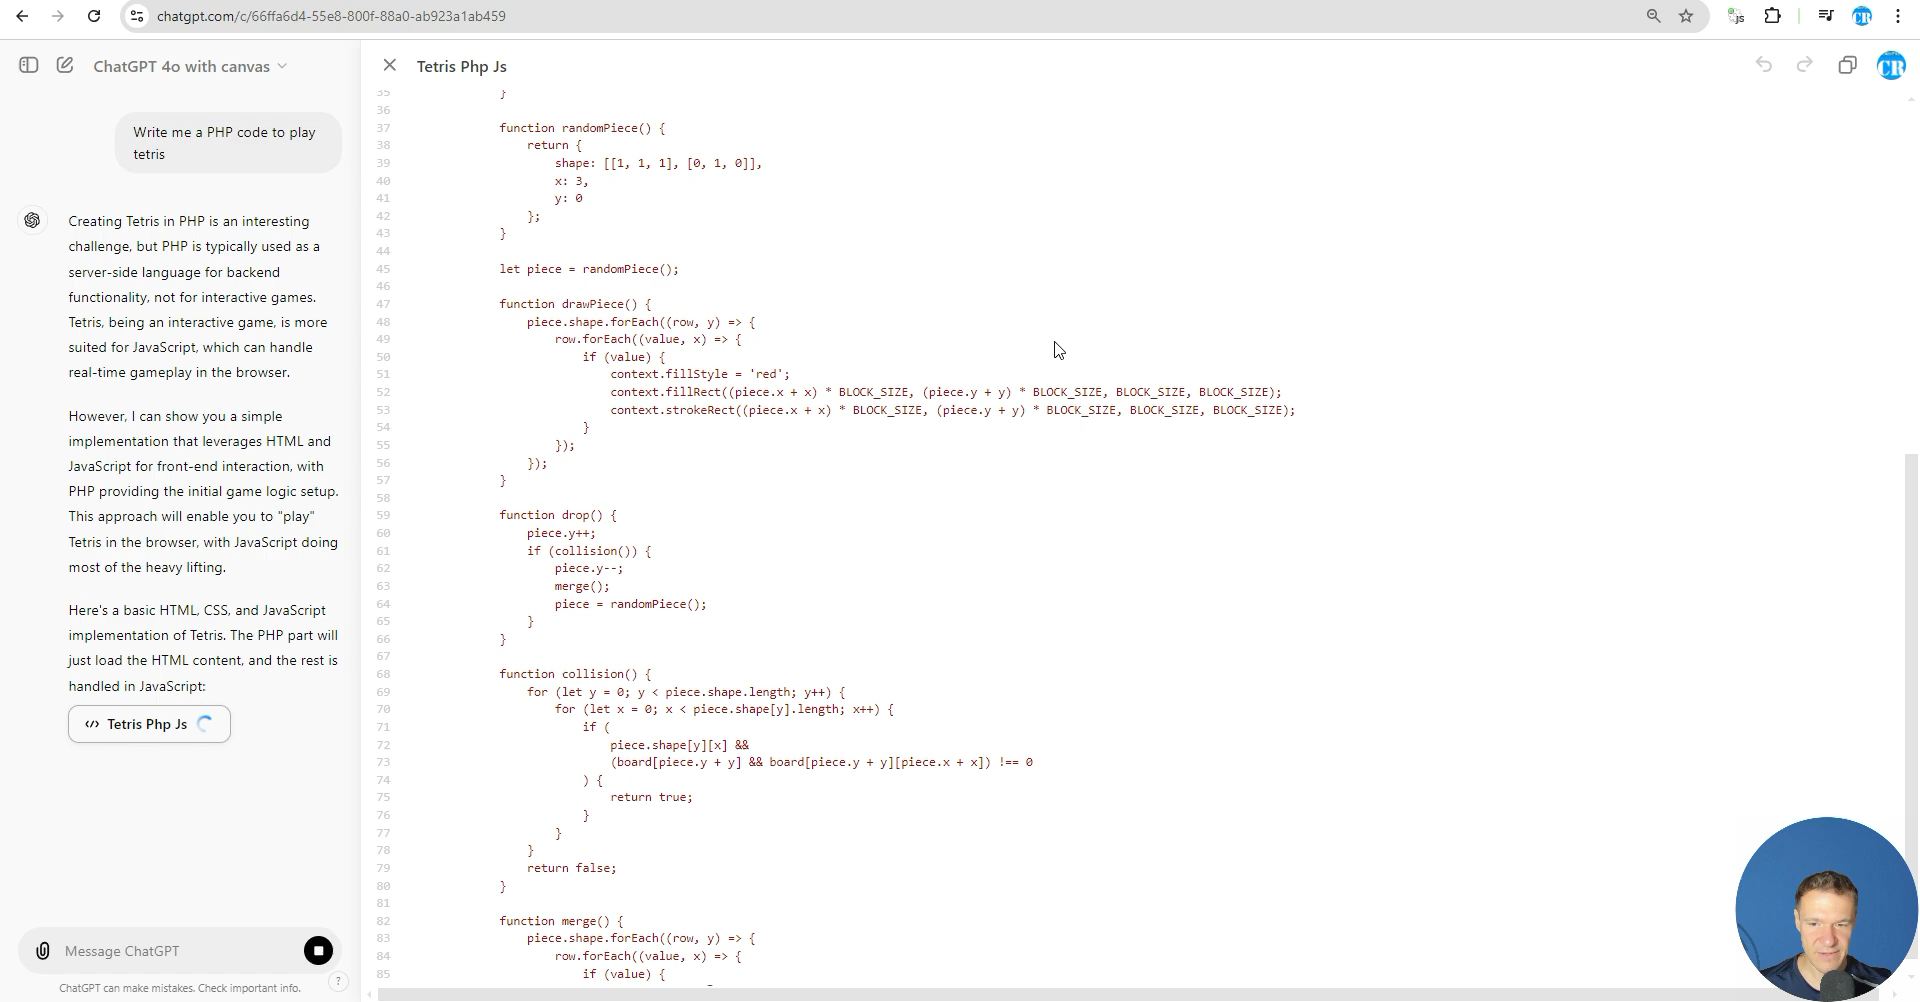 chatgpt.com/c/66ffa6d4-55e8-800f-88a0-ab923a1ab459
js
CR
ChatGPT 4o with canvas
Tetris Php Js
CR
Write me a PHP code to play
tetris
Creating Tetris in PHP is an interesting
challenge, but PHP is typically used as a
server-side language for backend
functionality, not for interactive games.
Tetris, being an interactive game, is more
suited for JavaScript, which can handle
real-time gameplay in the browser.
However, I can show you a simple
implementation that leverages HTML and
JavaScript for front-end interaction, with
PHP providing the initial game logic setup.
This approach will enable you to "play"
Tetris in the browser, with JavaScript doing
most of the heavy lifting.
Here's a basic HTML, CSS, and JavaScript
implementation of Tetris. The PHP part will
just load the HTML content, and the rest is
handled in JavaScript:
Tetris Php Js
Message ChatGPT
?
ChatGPT can make mistakes. Check important info.
35 }
36
37 function randomPiece() {
38 return {
39 shape: [[1, 1, 1], [0, 1, 0]],
40 x: 3,
41 y: 0
42 };
43 }
44
45 let piece = randomPiece();
46
47 function drawPiece() {
48 piece.shape.forEach((row, y) => {
49 row.forEach((value, x) => {
50 if (value) {
51 context.fillStyle = 'red';
52 context.fillRect((piece.x + x) * BLOCK_SIZE, (piece.y + y) * BLOCK_SIZE, BLOCK_SIZE, BLOCK_SIZE);
53 context.strokeRect((piece.x + x) * BLOCK_SIZE, (piece.y + y) * BLOCK_SIZE, BLOCK_SIZE, BLOCK_SIZE);
54 }
55 });
56 });
57 }
58
59 function drop() {
60 piece.y++;
61 if (collision()) {
62 piece.y--;
63 merge();
64 piece = randomPiece();
65 }
66 }
67
68 function collision() {
69 for (let y = 0; y < piece.shape.length; y++) {
70 for (let x = 0; x < piece.shape[y].length; x++) {
71 if (
72 piece.shape[y][x] &&
73 (board[piece.y + y] && board[piece.y + y][piece.x + x]) !== 0
74 ) {
75 return true;
76 }
77 }
78 }
79 return false;
80 }
81
82 function merge() {
83 piece.shape.forEach((row, y) => {
84 row.forEach((value, x) => {
85 if (value) {